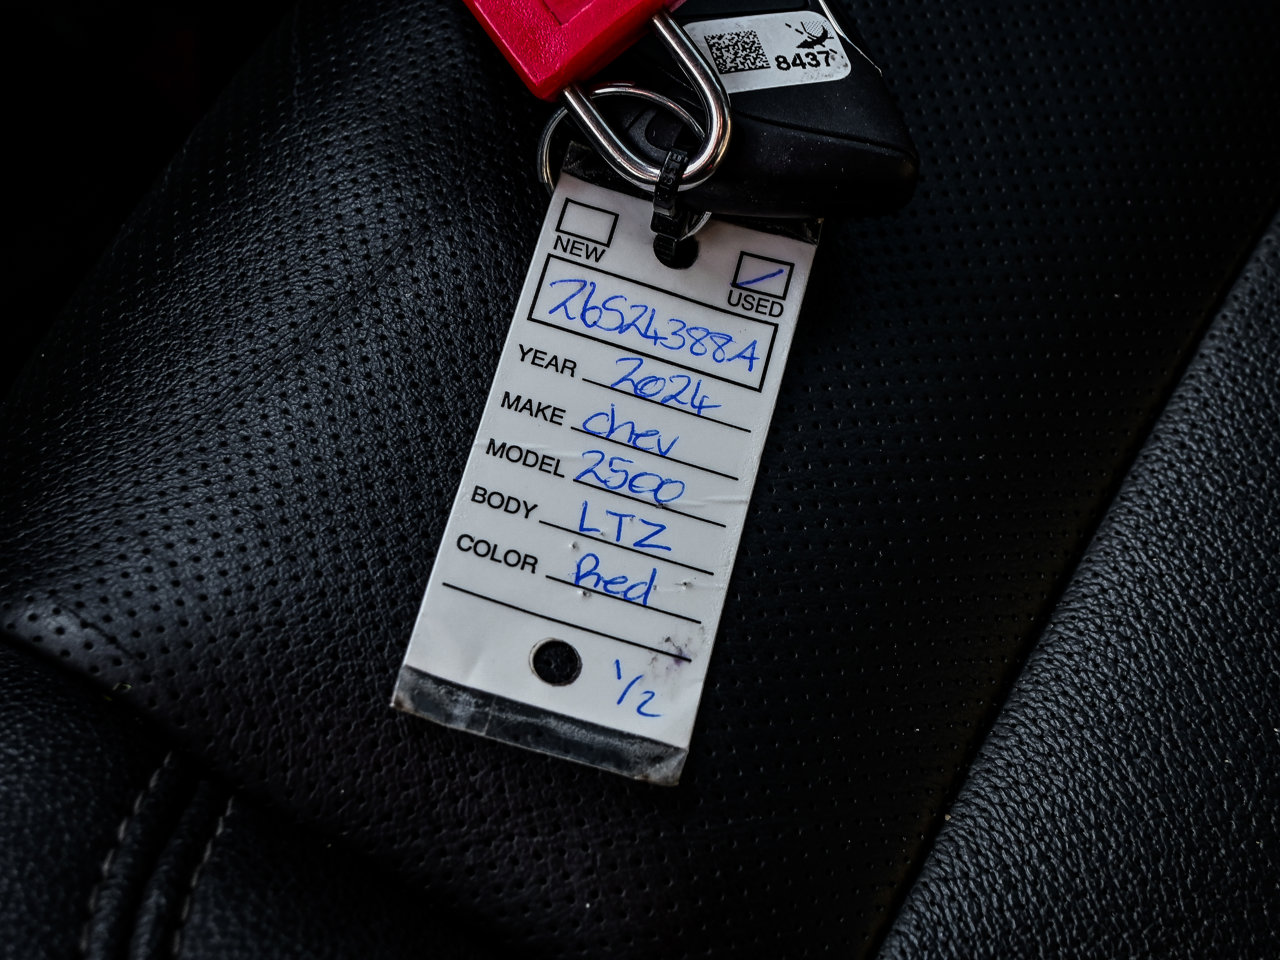 8437
NEW
USED
26S24388A
YEAR 2024
MAKE chev
MODEL 2500
BODY LTZ
COLOR Red
1/2